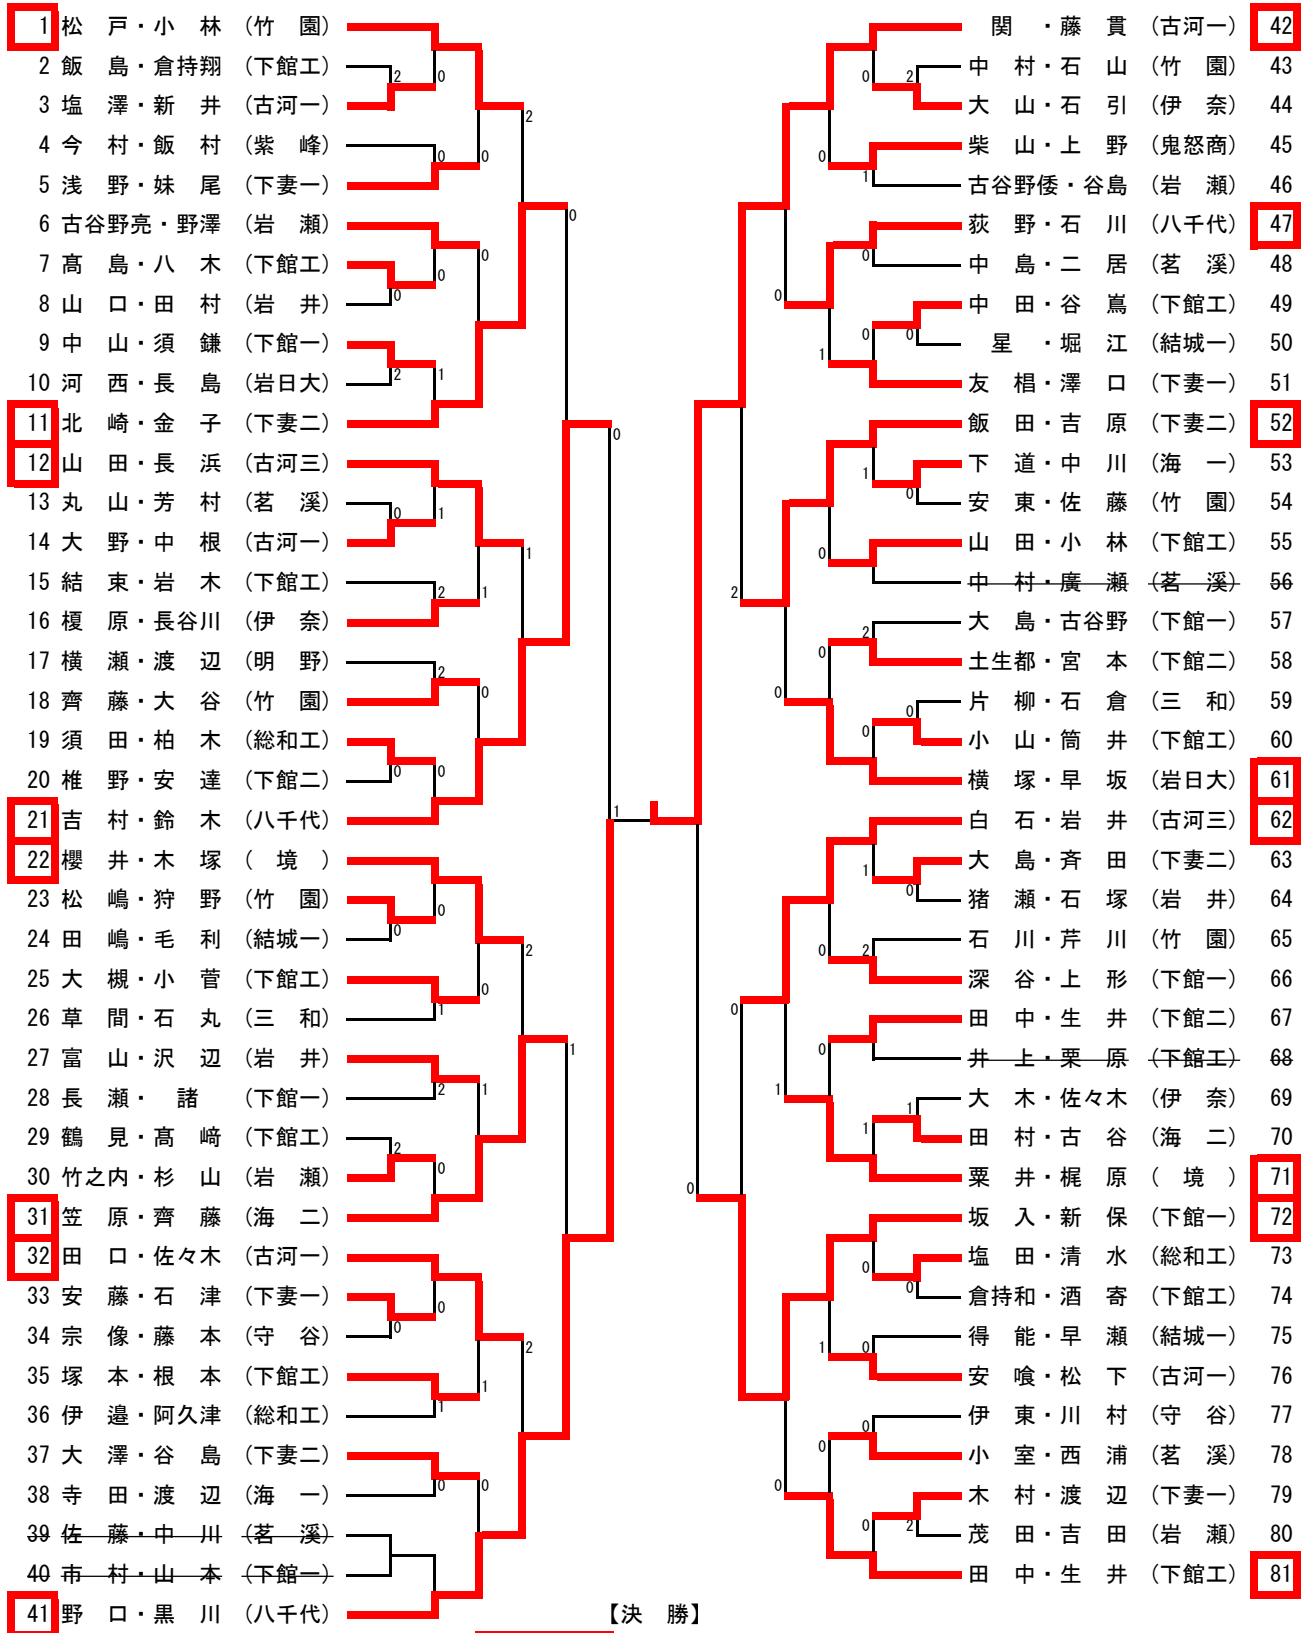 1 松　戸・小　林 （竹　園）
2 飯　島・倉持翔 （下館工）
3 塩　澤・新　井 （古河一）
4 今　村・飯　村 （紫　峰）
5 浅　野・妹　尾 （下妻一）
6 古谷野亮・野澤 （岩　瀬）
7 髙　島・八　木 （下館工）
8 山　口・田　村 （岩　井）
9 中　山・須　鎌 （下館一）
10 河　西・長　島 （岩日大）
11 北　崎・金　子 （下妻二）
12 山　田・長　浜 （古河三）
13 丸　山・芳　村 （茗　溪）
14 大　野・中　根 （古河一）
15 結　束・岩　木 （下館工）
16 榎　原・長谷川 （伊　奈）
17 横　瀬・渡　辺 （明　野）
18 齊　藤・大　谷 （竹　園）
19 須　田・柏　木 （総和工）
20 椎　野・安　達 （下館二）
21 吉　村・鈴　木 （八千代）
22 櫻　井・木　塚 （　境　）
23 松　嶋・狩　野 （竹　園）
24 田　嶋・毛　利 （結城一）
25 大　槻・小　菅 （下館工）
26 草　間・石　丸 （三　和）
27 富　山・沢　辺 （岩　井）
28 長　瀬・　諸　 （下館一）
29 鶴　見・髙　﨑 （下館工）
30 竹之内・杉　山 （岩　瀬）
31 笠　原・齊　藤 （海　二）
32 田　口・佐々木 （古河一）
33 安　藤・石　津 （下妻一）
34 宗　像・藤　本 （守　谷）
35 塚　本・根　本 （下館工）
36 伊　邉・阿久津 （総和工）
37 大　澤・谷　島 （下妻二）
38 寺　田・渡　辺 （海　一）
39 佐　藤・中　川 （茗　溪）
40 市　村・山　本 （下館一）
41 野　口・黒　川 （八千代）
関　・藤　貫 （古河一） 42
中　村・石　山 （竹　園） 43
大　山・石　引 （伊　奈） 44
柴　山・上　野 （鬼怒商） 45
古谷野倭・谷島 （岩　瀬） 46
荻　野・石　川 （八千代） 47
中　島・二　居 （茗　溪） 48
中　田・谷　嶌 （下館工） 49
星　・堀　江 （結城一） 50
友　椙・澤　口 （下妻一） 51
飯　田・吉　原 （下妻二） 52
下　道・中　川 （海　一） 53
安　東・佐　藤 （竹　園） 54
山　田・小　林 （下館工） 55
中　村・廣　瀬 （茗　溪） 56
大　島・古谷野 （下館一） 57
土生都・宮　本 （下館二） 58
片　柳・石　倉 （三　和） 59
小　山・筒　井 （下館工） 60
横　塚・早　坂 （岩日大） 61
白　石・岩　井 （古河三） 62
大　島・斉　田 （下妻二） 63
猪　瀬・石　塚 （岩　井） 64
石　川・芹　川 （竹　園） 65
深　谷・上　形 （下館一） 66
田　中・生　井 （下館二） 67
井　上・栗　原 （下館工） 68
大　木・佐々木 （伊　奈） 69
田　村・古　谷 （海　二） 70
粟　井・梶　原 （　境　） 71
坂　入・新　保 （下館一） 72
塩　田・清　水 （総和工） 73
倉持和・酒　寄 （下館工） 74
得　能・早　瀬 （結城一） 75
安　喰・松　下 （古河一） 76
伊　東・川　村 （守　谷） 77
小　室・西　浦 （茗　溪） 78
木　村・渡　辺 （下妻一） 79
茂　田・吉　田 （岩　瀬） 80
田　中・生　井 （下館工） 81
【決　勝】